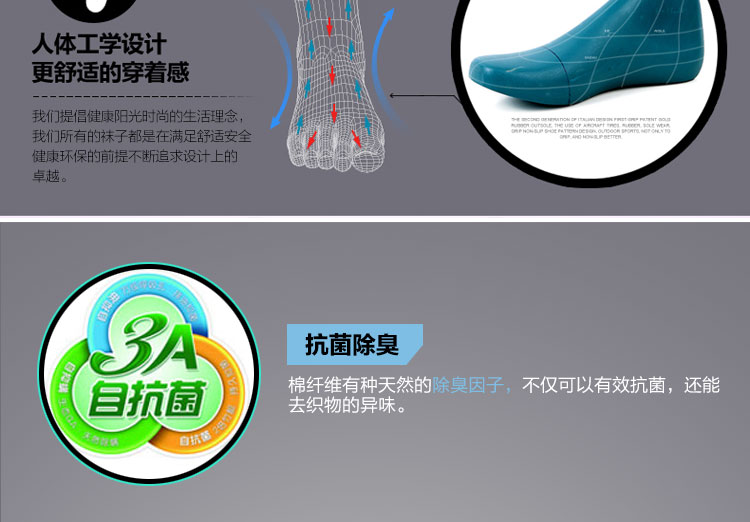 人体工学设计
更舒适的穿着感
我们提倡健康阳光时尚的生活理念，
我们所有的袜子都是在满足舒适安全
健康环保的前提不断追求设计上的
卓越。
THE SECOND GENERATION OF ITALIAN DESIGN FIRST GRIP PATENT GOLD
RUBBER OUTSOLE, THE USE OF AIRCRAFT TIRES, RUBBER, SOLE WEAR,
GRIP NON-SLIP SHOE PATTERN DESIGN, OUTDOOR SPORTS, NOT ONLY TO
GRIP, AND NON-SLIP BETTER.
3A
自抗菌
自抗菌
抗菌除臭
棉纤维有种天然的除臭因子，不仅可以有效抗菌，还能
去织物的异味。